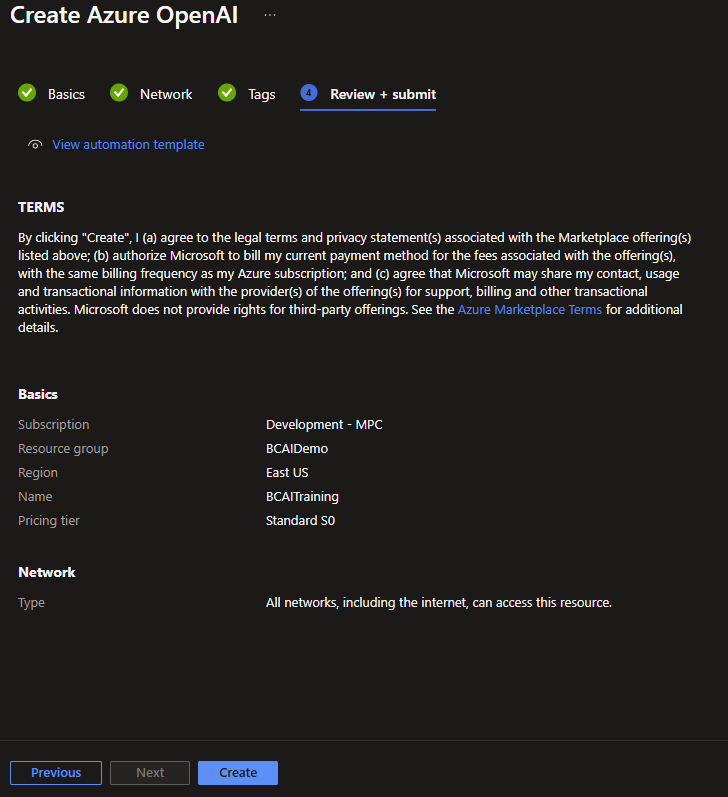 Create Azure OpenAI ...
Basics Network Tags 4 Review + submit
View automation template
TERMS
By clicking "Create", I (a) agree to the legal terms and privacy statement(s) associated with the Marketplace offering(s)
listed above; (b) authorize Microsoft to bill my current payment method for the fees associated with the offering(s),
with the same billing frequency as my Azure subscription; and (c) agree that Microsoft may share my contact, usage
and transactional information with the provider(s) of the offering(s) for support, billing and other transactional
activities. Microsoft does not provide rights for third-party offerings. See the Azure Marketplace Terms for additional
details.
Basics
Subscription Development - MPC
Resource group BCAIDemo
Region East US
Name BCAITraining
Pricing tier Standard S0
Network
Type All networks, including the internet, can access this resource.
Previous Next Create